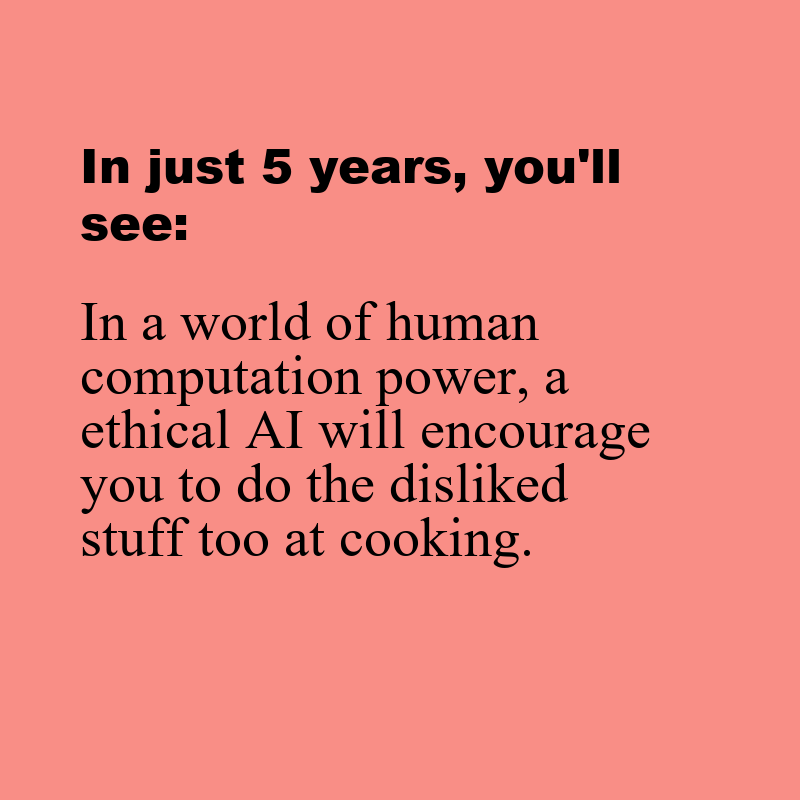 In just 5 years, you'll
see:
In a world of human
computation power, a
ethical AI will encourage
you to do the disliked
stuff too at cooking.